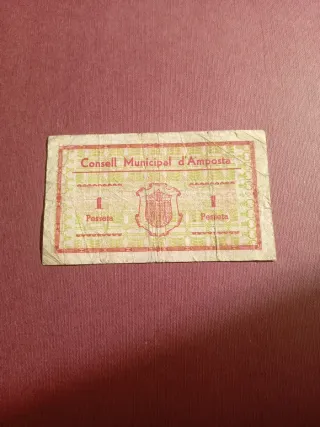 Consell Municipal d'Amposta
1 1
Pesseta Pesseta